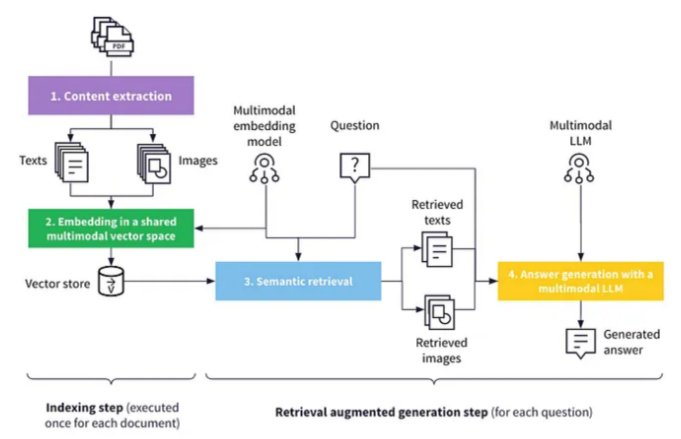 PDF
1. Content extraction
Texts
Images
Multimodal
embedding
model
Question
?
Multimodal
LLM
2. Embedding in a shared
multimodal vector space
Retrieved
texts
Vector store
V
3. Semantic retrieval
4. Answer generation with a
multimodal LLM
Retrieved
images
Generated
answer
Indexing step (executed
once for each document)
Retrieval augmented generation step (for each question)